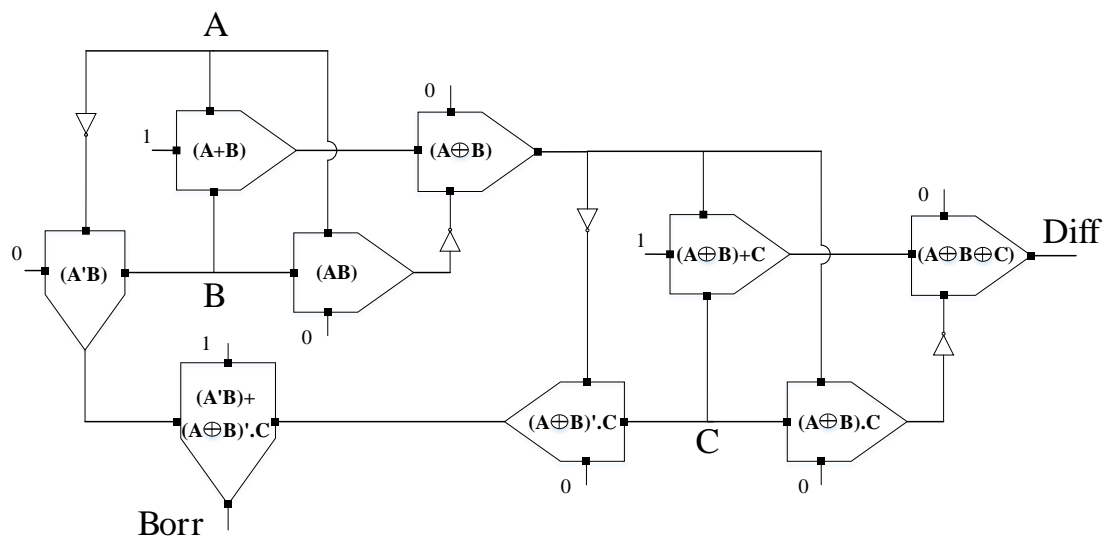 A
0
1
(A+B)
(A⊕B)
0
1
(A⊕B)+C
(A⊕B⊕C)
Diff
0
(A'B)
(AB)
B
0
1
(A'B)+
(A⊕B)'.C
(A⊕B)'.C
C
(A⊕B).C
0
0
Borr